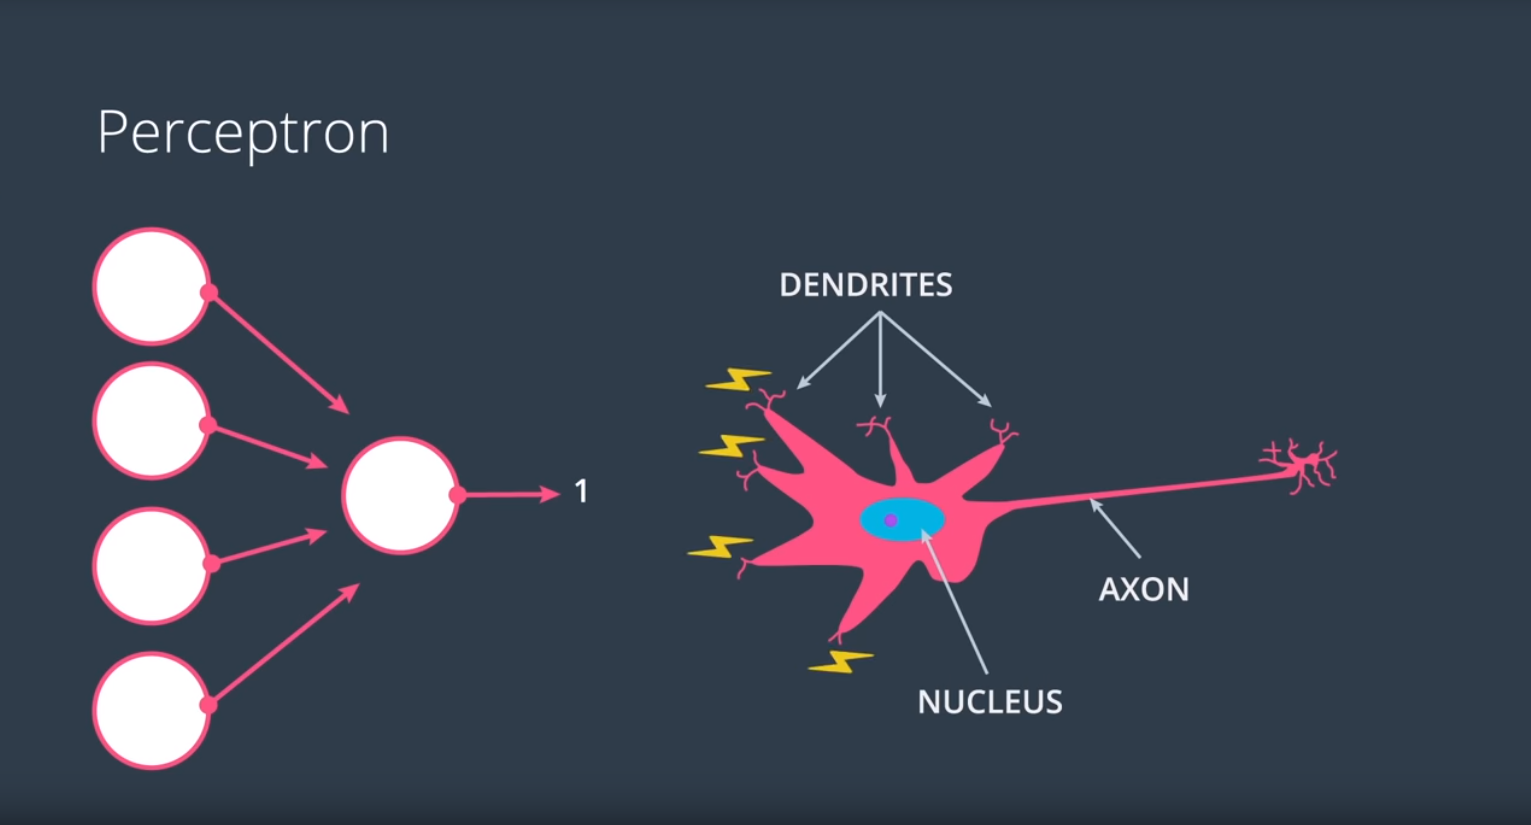 Perceptron
DENDRITES
1
AXON
NUCLEUS